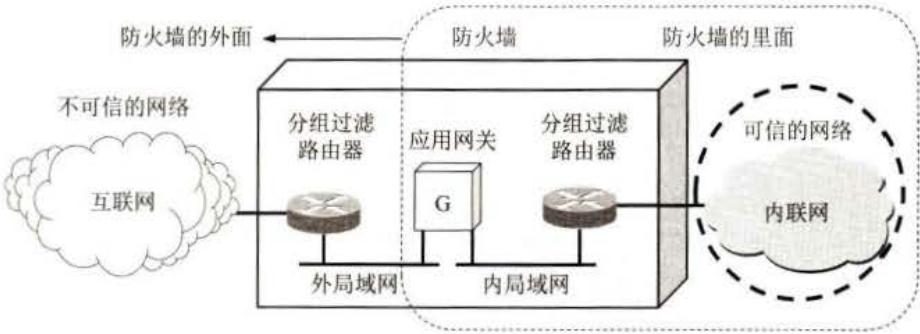 防火墙的外面
防火墙
防火墙的里面
不可信的网络
分组过滤
路由器
应用网关
分组过滤
路由器
可信的网络
互联网
G
内联网
外局域网
内局域网